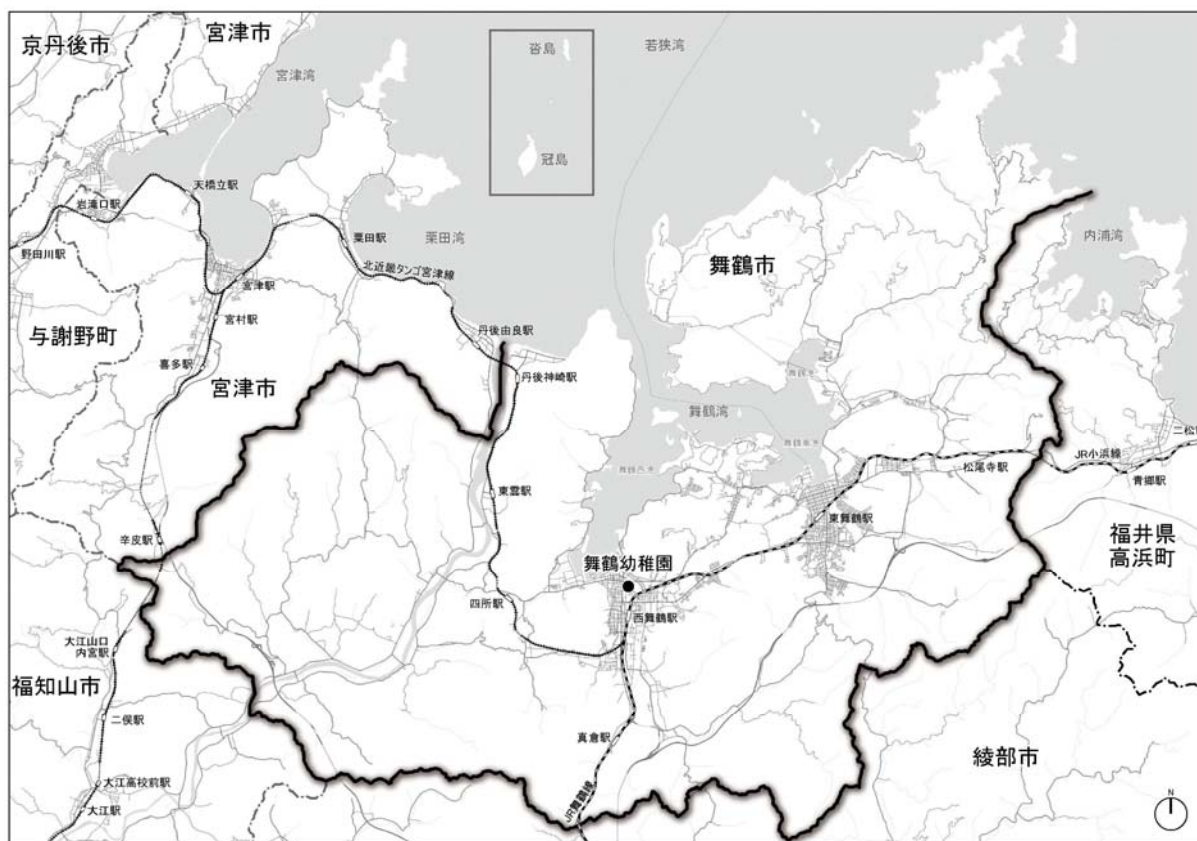 京丹後市
宮津市
宮津湾
沓島
若狭湾
冠島
天橋立駅
岩滝口駅
野田川駅
栗田駅
栗田湾
北近畿タンゴ宮津線
宮津駅
宮村駅
舞鶴市
内浦湾
与謝野町
喜多駅
宮津市
丹後由良駅
丹後神崎駅
舞鶴湾
松尾寺駅
JR小浜線
青郷駅
東雲駅
東舞鶴駅
福井県
高浜町
辛皮駅
舞鶴幼稚園
四所駅
西舞鶴駅
大江山口
内宮駅
福知山市
二俣駅
真倉駅
綾部市
大江高校前駅
大江駅
JR舞鶴線
N